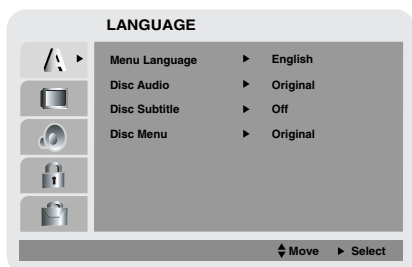 LANGUAGE
Menu Language ► English
Disc Audio ► Original
Disc Subtitle ► Off
Disc Menu ► Original
Move ► Select